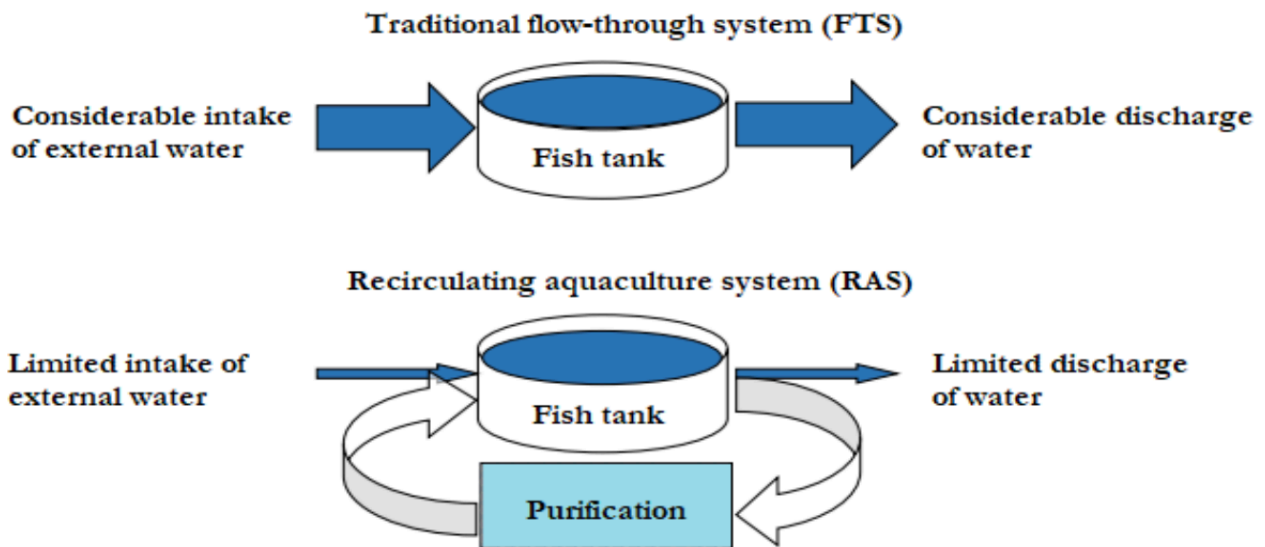 Traditional flow-through system (FTS)
Considerable intake
of external water
Fish tank
Considerable discharge
of water
Recirculating aquaculture system (RAS)
Limited intake of
external water
Fish tank
Limited discharge
of water
Purification